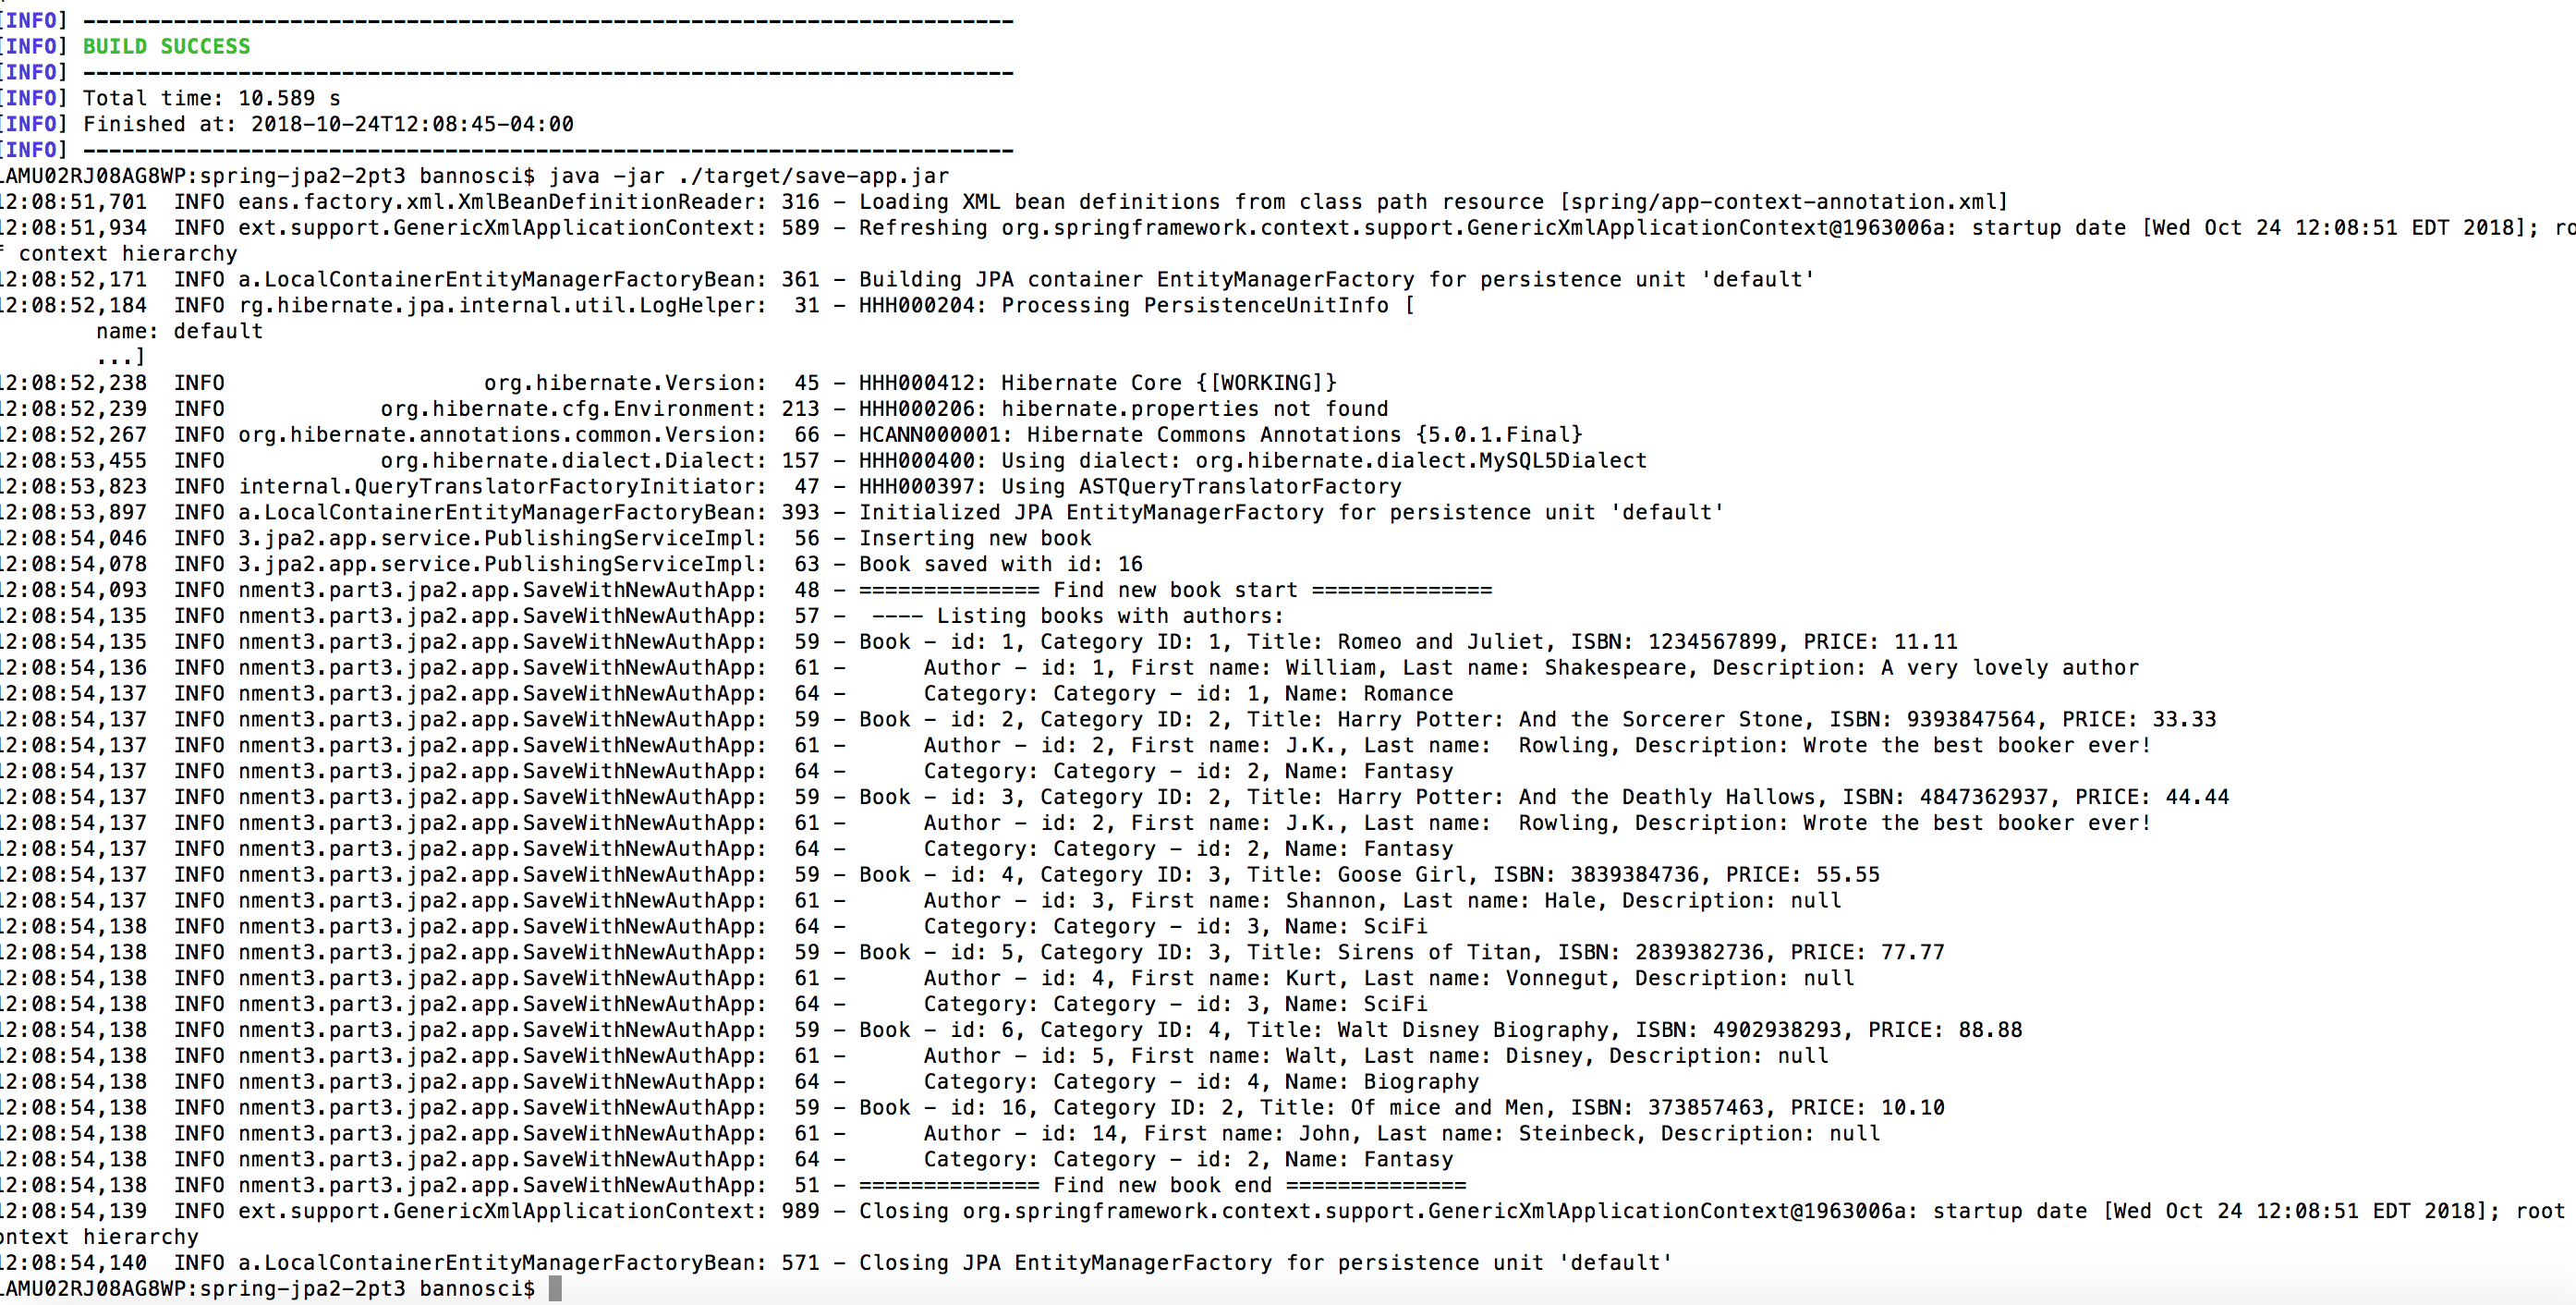 [INFO] ------------------------------------------------------------------------
[INFO] BUILD SUCCESS
[INFO] ------------------------------------------------------------------------
[INFO] Total time: 10.589 s
[INFO] Finished at: 2018-10-24T12:08:45-04:00
[INFO] ------------------------------------------------------------------------
LAMU02RJ08AG8WP:spring-jpa2-2pt3 bannosci$ java -jar ./target/save-app.jar
12:08:51,701  INFO eans.factory.xml.XmlBeanDefinitionReader: 316 - Loading XML bean definitions from class path resource [spring/app-context-annotation.xml]
12:08:51,934  INFO ext.support.GenericXmlApplicationContext: 589 - Refreshing org.springframework.context.support.GenericXmlApplicationContext@1963006a: startup date [Wed Oct 24 12:08:51 EDT 2018]; ro
f context hierarchy
12:08:52,171  INFO a.LocalContainerEntityManagerFactoryBean: 361 - Building JPA container EntityManagerFactory for persistence unit 'default'
12:08:52,184  INFO rg.hibernate.jpa.internal.util.LogHelper:  31 - HHH000204: Processing PersistenceUnitInfo [
name: default
...]
12:08:52,238  INFO                    org.hibernate.Version:  45 - HHH000412: Hibernate Core {[WORKING]}
12:08:52,239  INFO            org.hibernate.cfg.Environment: 213 - HHH000206: hibernate.properties not found
12:08:52,267  INFO org.hibernate.annotations.common.Version:  66 - HCANN000001: Hibernate Commons Annotations {5.0.1.Final}
12:08:53,455  INFO            org.hibernate.dialect.Dialect: 157 - HHH000400: Using dialect: org.hibernate.dialect.MySQL5Dialect
12:08:53,823  INFO internal.QueryTranslatorFactoryInitiator:  47 - HHH000397: Using ASTQueryTranslatorFactory
12:08:53,897  INFO a.LocalContainerEntityManagerFactoryBean: 393 - Initialized JPA EntityManagerFactory for persistence unit 'default'
12:08:54,046  INFO 3.jpa2.app.service.PublishingServiceImpl:  56 - Inserting new book
12:08:54,078  INFO 3.jpa2.app.service.PublishingServiceImpl:  63 - Book saved with id: 16
12:08:54,093  INFO nment3.part3.jpa2.app.SaveWithNewAuthApp:  48 - ============== Find new book start ==============
12:08:54,135  INFO nment3.part3.jpa2.app.SaveWithNewAuthApp:  57 -  ---- Listing books with authors:
12:08:54,135  INFO nment3.part3.jpa2.app.SaveWithNewAuthApp:  59 - Book - id: 1, Category ID: 1, Title: Romeo and Juliet, ISBN: 1234567899, PRICE: 11.11
12:08:54,136  INFO nment3.part3.jpa2.app.SaveWithNewAuthApp:  61 -      Author - id: 1, First name: William, Last name: Shakespeare, Description: A very lovely author
12:08:54,137  INFO nment3.part3.jpa2.app.SaveWithNewAuthApp:  64 -      Category: Category - id: 1, Name: Romance
12:08:54,137  INFO nment3.part3.jpa2.app.SaveWithNewAuthApp:  59 - Book - id: 2, Category ID: 2, Title: Harry Potter: And the Sorcerer Stone, ISBN: 9393847564, PRICE: 33.33
12:08:54,137  INFO nment3.part3.jpa2.app.SaveWithNewAuthApp:  61 -      Author - id: 2, First name: J.K., Last name:  Rowling, Description: Wrote the best booker ever!
12:08:54,137  INFO nment3.part3.jpa2.app.SaveWithNewAuthApp:  64 -      Category: Category - id: 2, Name: Fantasy
12:08:54,137  INFO nment3.part3.jpa2.app.SaveWithNewAuthApp:  59 - Book - id: 3, Category ID: 2, Title: Harry Potter: And the Deathly Hallows, ISBN: 4847362937, PRICE: 44.44
12:08:54,137  INFO nment3.part3.jpa2.app.SaveWithNewAuthApp:  61 -      Author - id: 2, First name: J.K., Last name:  Rowling, Description: Wrote the best booker ever!
12:08:54,137  INFO nment3.part3.jpa2.app.SaveWithNewAuthApp:  64 -      Category: Category - id: 2, Name: Fantasy
12:08:54,137  INFO nment3.part3.jpa2.app.SaveWithNewAuthApp:  59 - Book - id: 4, Category ID: 3, Title: Goose Girl, ISBN: 3839384736, PRICE: 55.55
12:08:54,137  INFO nment3.part3.jpa2.app.SaveWithNewAuthApp:  61 -      Author - id: 3, First name: Shannon, Last name: Hale, Description: null
12:08:54,138  INFO nment3.part3.jpa2.app.SaveWithNewAuthApp:  64 -      Category: Category - id: 3, Name: SciFi
12:08:54,138  INFO nment3.part3.jpa2.app.SaveWithNewAuthApp:  59 - Book - id: 5, Category ID: 3, Title: Sirens of Titan, ISBN: 2839382736, PRICE: 77.77
12:08:54,138  INFO nment3.part3.jpa2.app.SaveWithNewAuthApp:  61 -      Author - id: 4, First name: Kurt, Last name: Vonnegut, Description: null
12:08:54,138  INFO nment3.part3.jpa2.app.SaveWithNewAuthApp:  64 -      Category: Category - id: 3, Name: SciFi
12:08:54,138  INFO nment3.part3.jpa2.app.SaveWithNewAuthApp:  59 - Book - id: 6, Category ID: 4, Title: Walt Disney Biography, ISBN: 4902938293, PRICE: 88.88
12:08:54,138  INFO nment3.part3.jpa2.app.SaveWithNewAuthApp:  61 -      Author - id: 5, First name: Walt, Last name: Disney, Description: null
12:08:54,138  INFO nment3.part3.jpa2.app.SaveWithNewAuthApp:  64 -      Category: Category - id: 4, Name: Biography
12:08:54,138  INFO nment3.part3.jpa2.app.SaveWithNewAuthApp:  59 - Book - id: 16, Category ID: 2, Title: Of mice and Men, ISBN: 373857463, PRICE: 10.10
12:08:54,138  INFO nment3.part3.jpa2.app.SaveWithNewAuthApp:  61 -      Author - id: 14, First name: John, Last name: Steinbeck, Description: null
12:08:54,138  INFO nment3.part3.jpa2.app.SaveWithNewAuthApp:  64 -      Category: Category - id: 2, Name: Fantasy
12:08:54,138  INFO nment3.part3.jpa2.app.SaveWithNewAuthApp:  51 - ============== Find new book end ==============
12:08:54,139  INFO ext.support.GenericXmlApplicationContext: 989 - Closing org.springframework.context.support.GenericXmlApplicationContext@1963006a: startup date [Wed Oct 24 12:08:51 EDT 2018]; root
ontext hierarchy
12:08:54,140  INFO a.LocalContainerEntityManagerFactoryBean: 571 - Closing JPA EntityManagerFactory for persistence unit 'default'
LAMU02RJ08AG8WP:spring-jpa2-2pt3 bannosci$